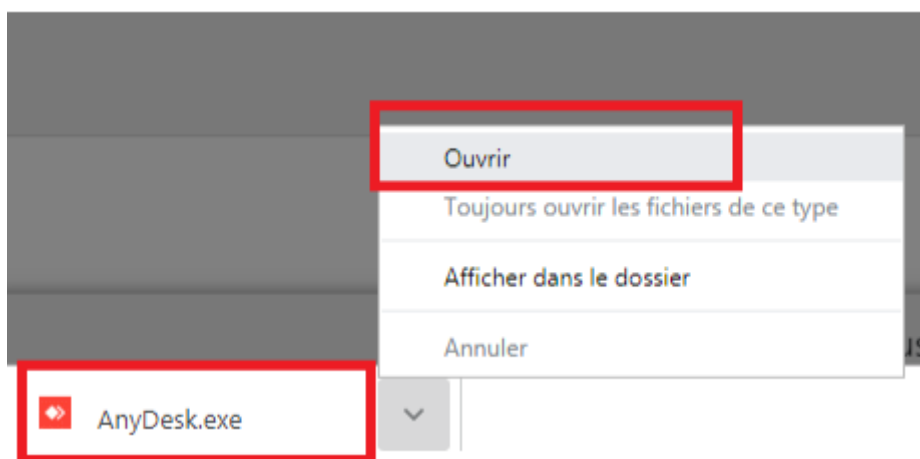 Ouvrir
Toujours ouvrir les fichiers de ce type
Afficher dans le dossier
Annuler
AnyDesk.exe